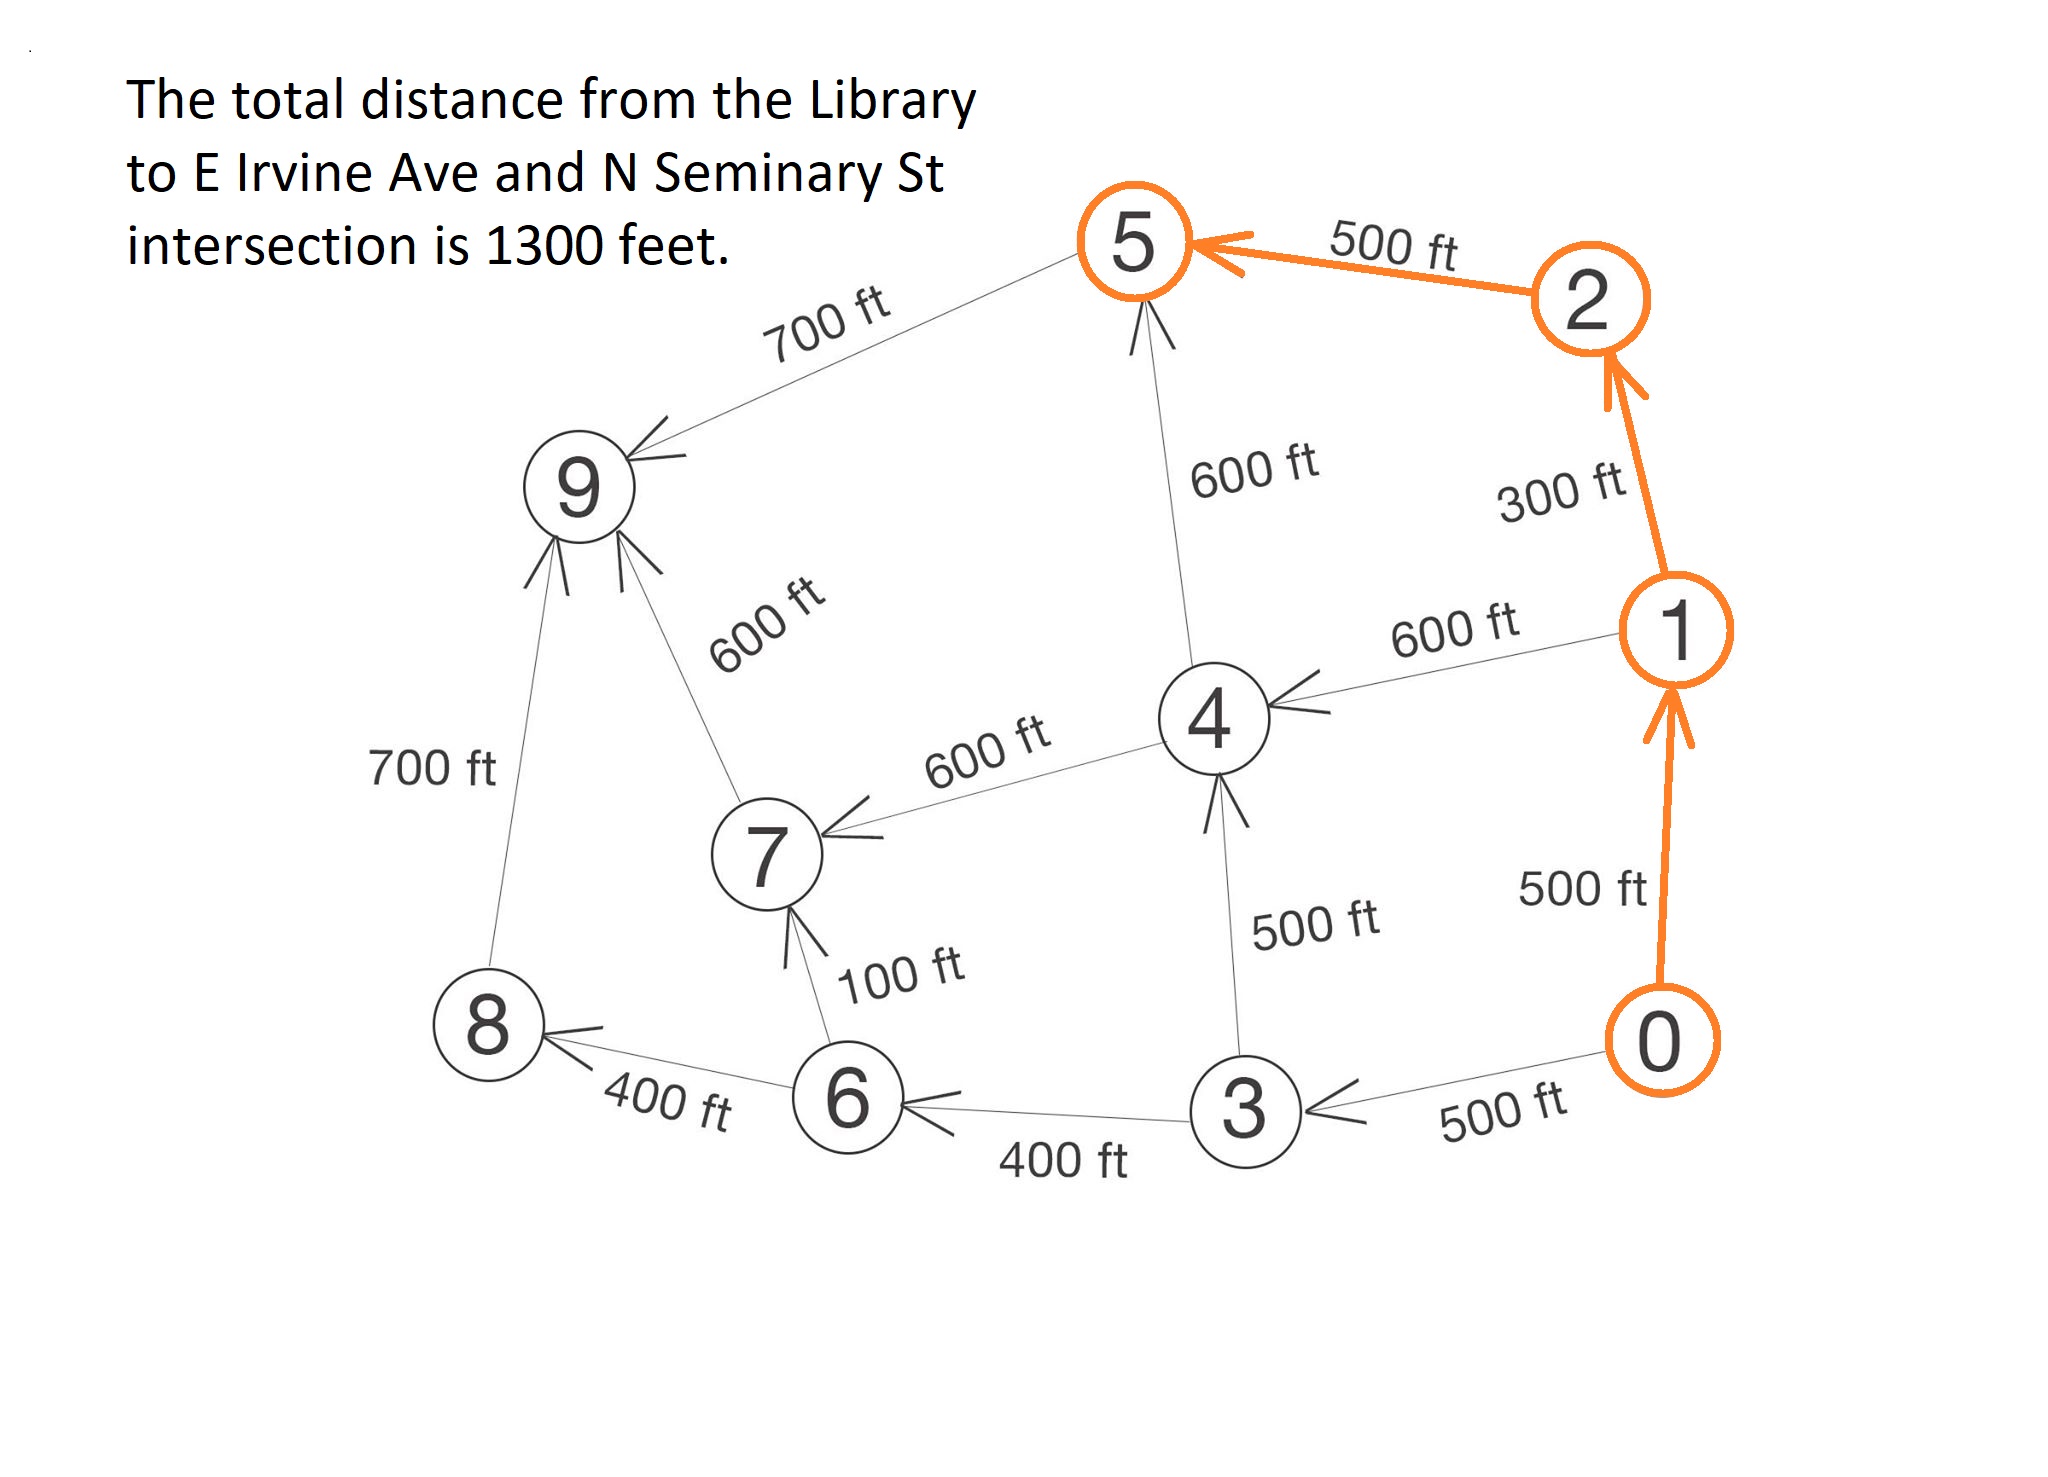 The total distance from the Library
to E Irvine Ave and N Seminary St
intersection is 1300 feet.
5
500 ft
2
700 ft
9
600 ft
300 ft
600 ft
600 ft
1
4
600 ft
700 ft
7
500 ft
500 ft
100 ft
8
0
400 ft
6
3
500 ft
400 ft